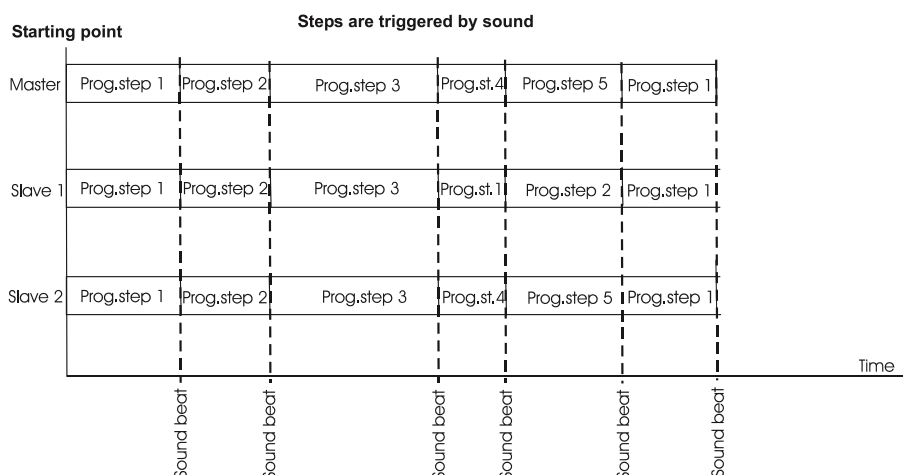 Steps are triggered by sound
Starting point
Master Prog.step 1 Prog.step 2 Prog.step 3 Prog.st.4 Prog.step 5 Prog.step 1
Slave 1 Prog.step 1 Prog.step 2 Prog.step 3 Prog.st.1 Prog.step 2 Prog.step 1
Slave 2 Prog.step 1 Prog.step 2 Prog.step 3 Prog.st.4 Prog.step 5 Prog.step 1
Time
Sound beat
Sound beat
Sound beat
Sound beat
Sound beat
Sound beat